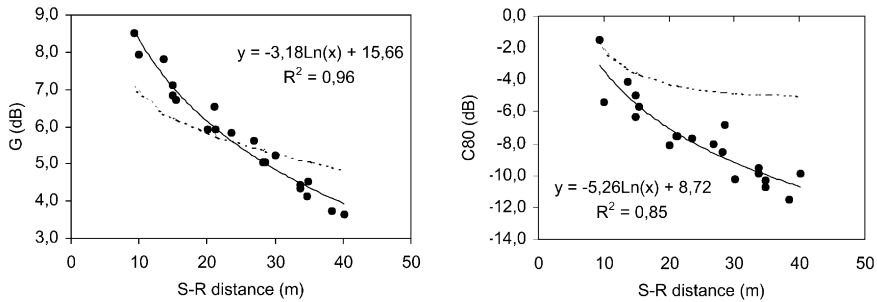 9,0
8,0
7,0
6,0
5,0
4,0
3,0
G (dB)
y = -3,18Ln(x) + 15,66
R² = 0,96
0 10 20 30 40 50
S-R distance (m)
0,0
-2,0
-4,0
-6,0
-8,0
-10,0
-12,0
-14,0
C80 (dB)
y = -5,26Ln(x) + 8,72
R² = 0,85
0 10 20 30 40 50
S-R distance (m)